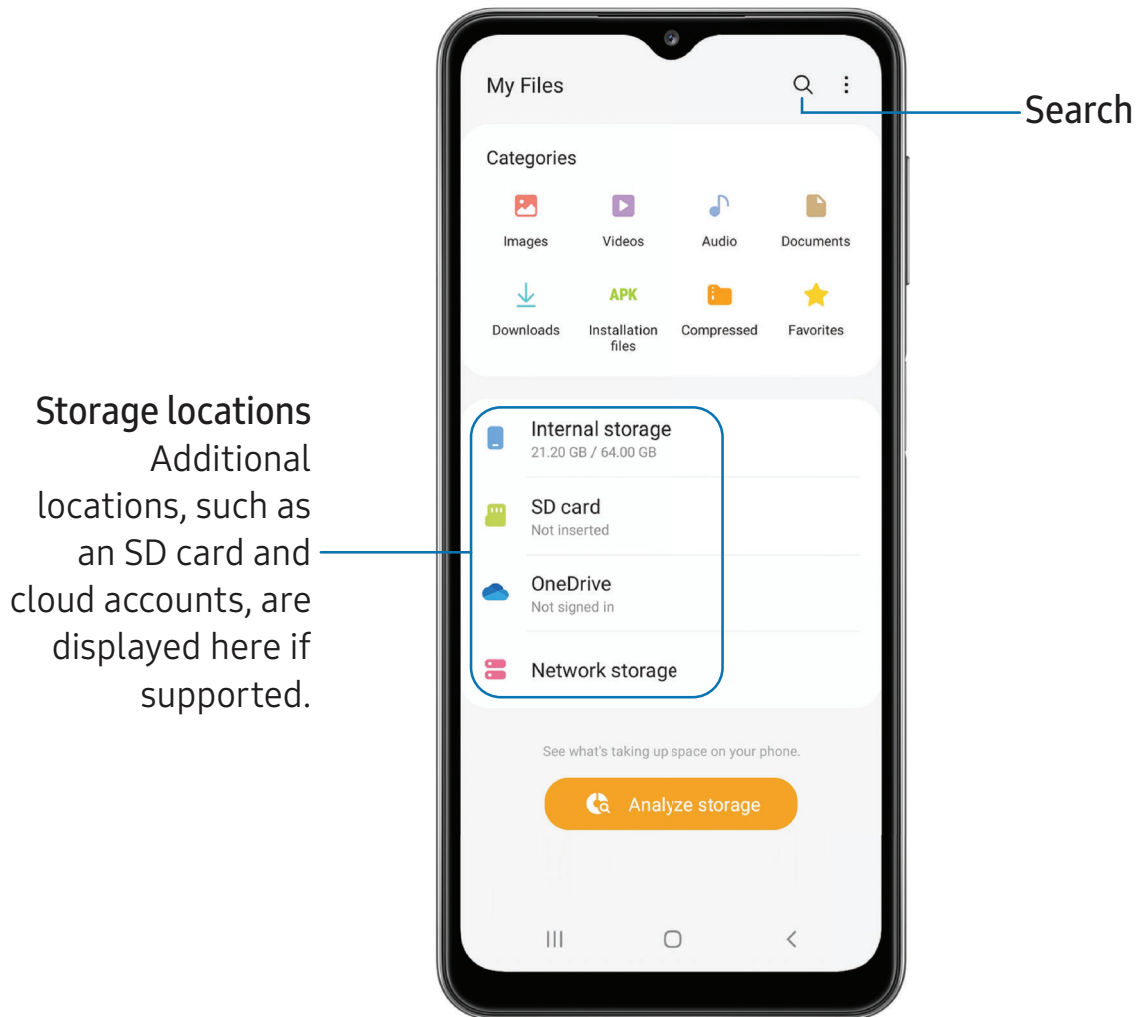 My Files
Search
Categories
Images Videos Audio Documents
APK
Downloads Installation files Compressed Favorites
Storage locations
Additional
locations, such as
an SD card and
cloud accounts, are
displayed here if
supported.
Internal storage
21.20 GB / 64.00 GB
SD card
Not inserted
OneDrive
Not signed in
Network storage
See what's taking up space on your phone.
Analyze storage